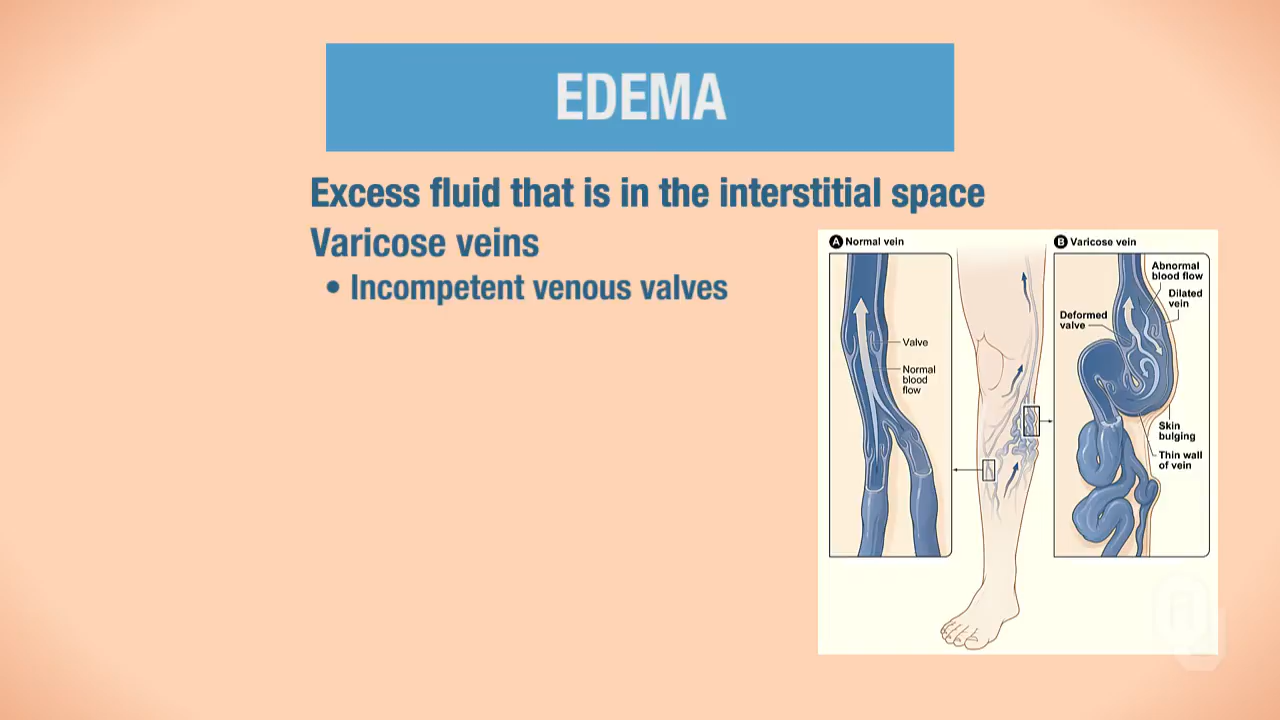 EDEMA
Excess fluid that is in the interstitial space
Varicose veins
• Incompetent venous valves
A Normal vein
Valve
Normal
blood
flow
B Varicose vein
Abnormal
blood flow
Dilated
vein
Deformed
valve
Skin
bulging
Thin wall
of vein